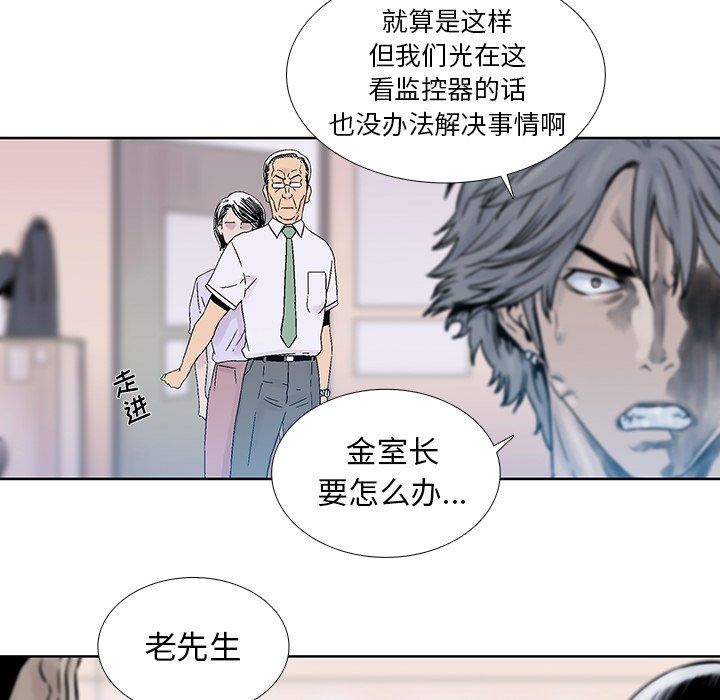 就算是这样
但我们光在这
看监控器的话
也没办法解决事情啊
走进
金室长
要怎么办...
老先生